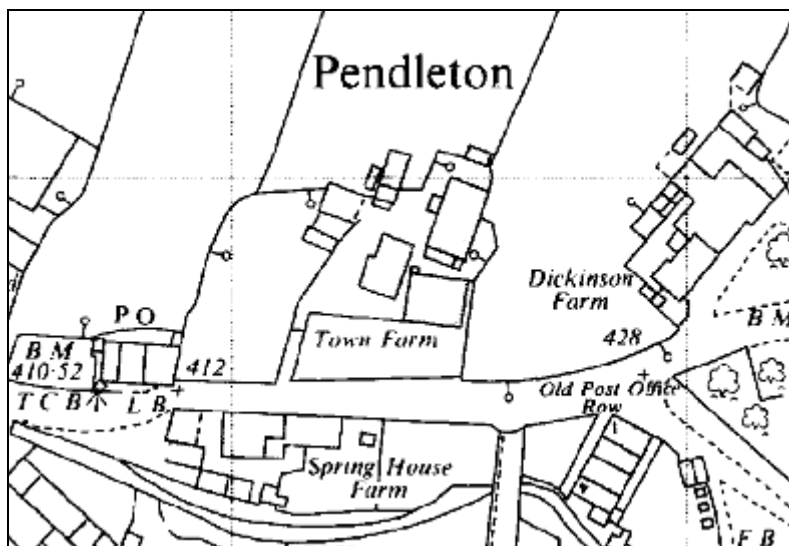 Pendleton
Dickinson
Farm
P O
B M
B M
410·52
412
Town Farm
428
T C B
L B
Old Post Office
Row
Spring House
Farm
F B